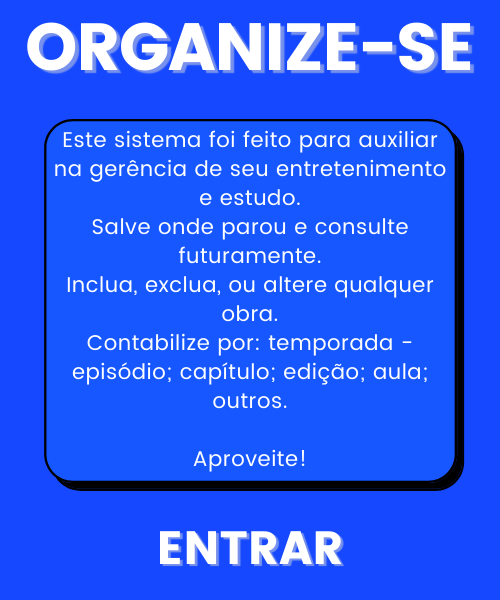 ORGANIZE-SE
Este sistema foi feito para auxiliar
na gerência de seu entretenimento
e estudo.
Salve onde parou e consulte
futuramente.
Inclua, exclua, ou altere qualquer
obra.
Contabilize por: temporada -
episódio; capítulo; edição; aula;
outros.
Aproveite!
ENTRAR